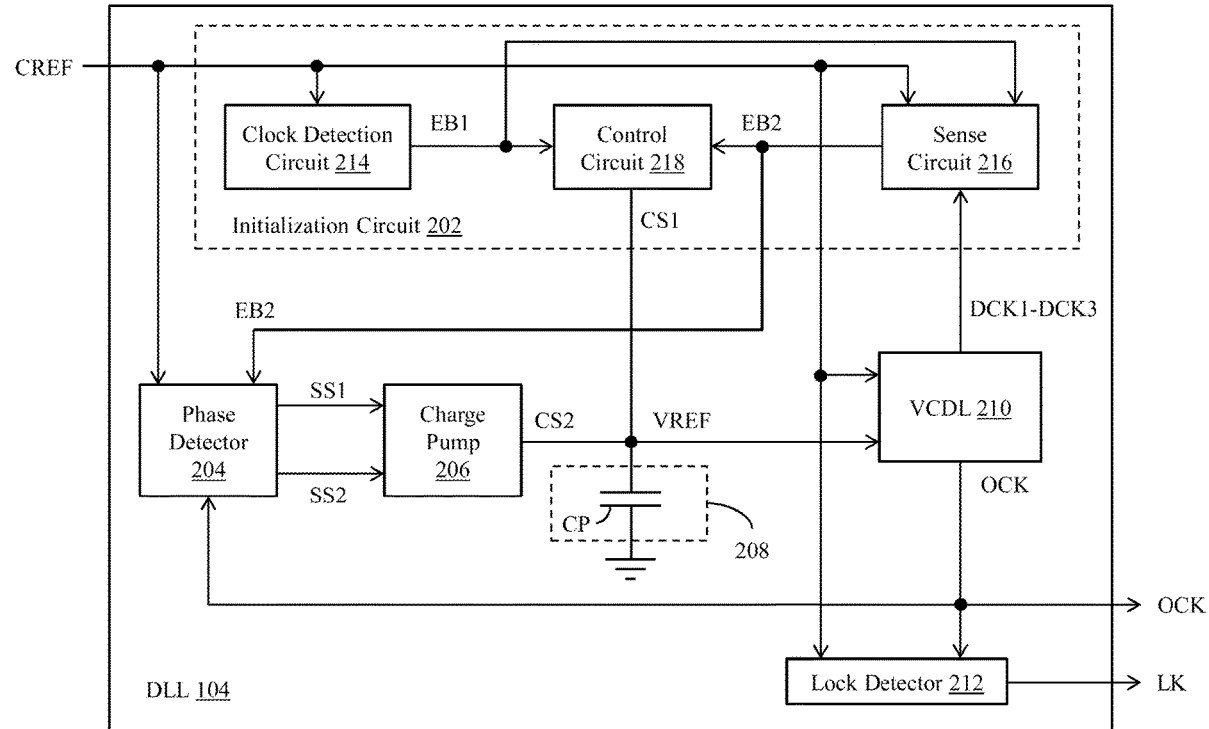 CREF
Clock Detection
Circuit 214
EB1
Control
Circuit 218
EB2
Sense
Circuit 216
Initialization Circuit 202
CS1
EB2
DCK1-DCK3
Phase
Detector
204
SS1
SS2
Charge
Pump
206
CS2
VREF
VCDL 210
OCK
CP
208
OCK
Lock Detector 212
LK
DLL 104